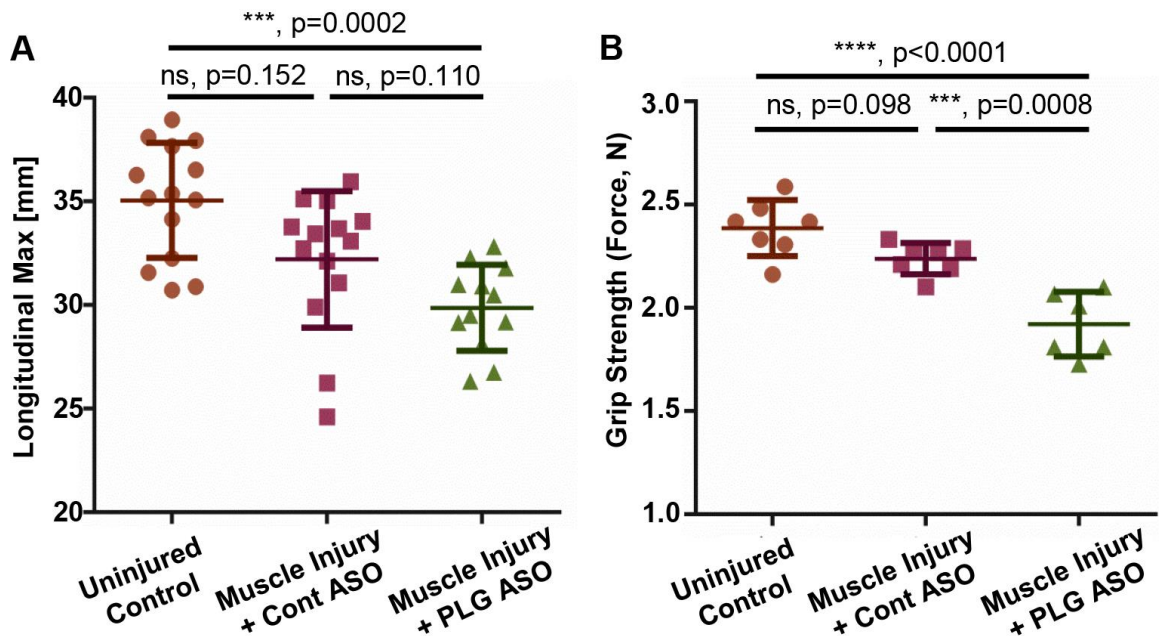 A
***, p=0.0002
ns, p=0.152
ns, p=0.110
Longitudinal Max [mm]
40
35
30
25
20
Uninjured
Control
Muscle Injury
+ Cont ASO
Muscle Injury
+ PLG ASO
B
****, p<0.0001
ns, p=0.098
***, p=0.0008
Grip Strength (Force, N)
3.0
2.5
2.0
1.5
1.0
Uninjured
Control
Muscle Injury
+ Cont ASO
Muscle Injury
+ PLG ASO